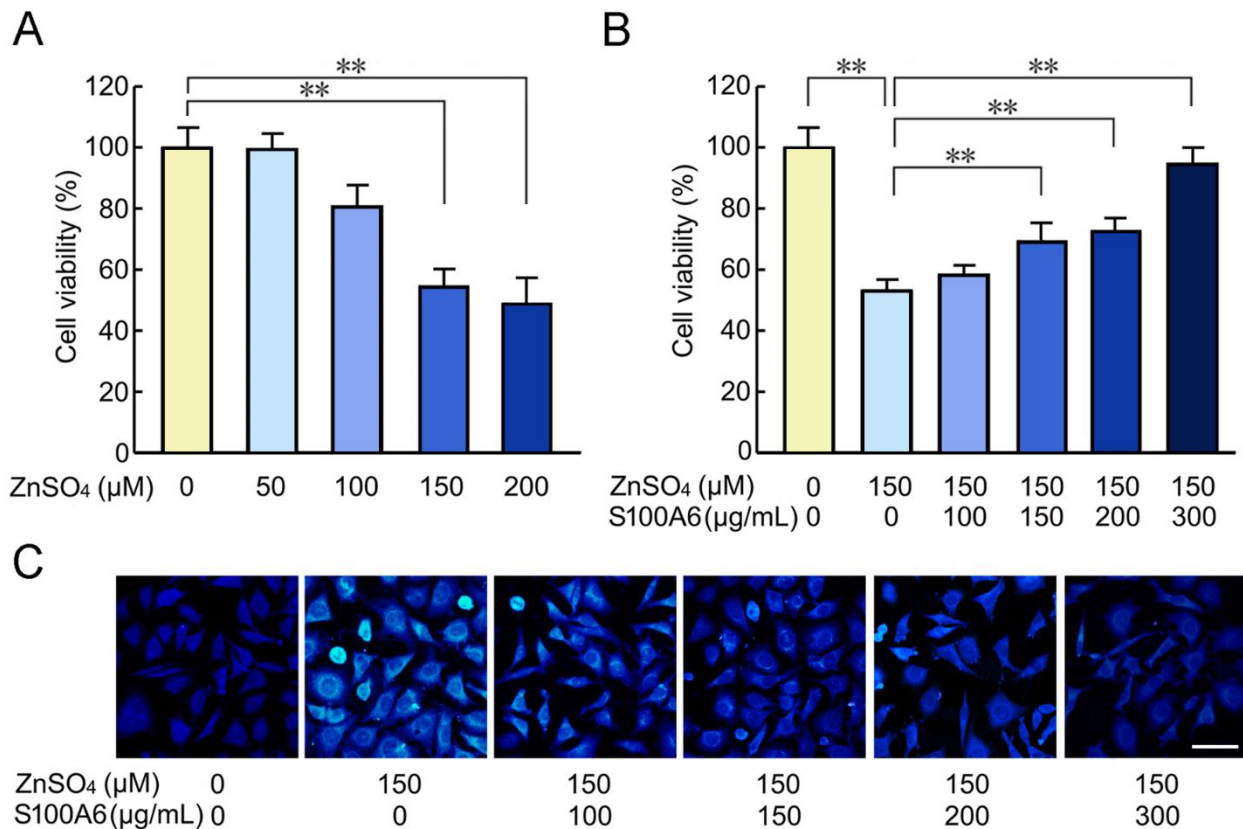 A
**
**
120
100
80
60
40
20
0
Cell viability (%)
ZnSO₄ (μM) 0 50 100 150 200
B
** **
**
**
120
100
80
60
40
20
0
Cell viability (%)
ZnSO₄ (μM) 0 150 150 150 150 150
S100A6(μg/mL) 0 0 100 150 200 300
C
ZnSO₄ (μM) 0 150 150 150 150 150
S100A6(μg/mL) 0 0 100 150 200 300